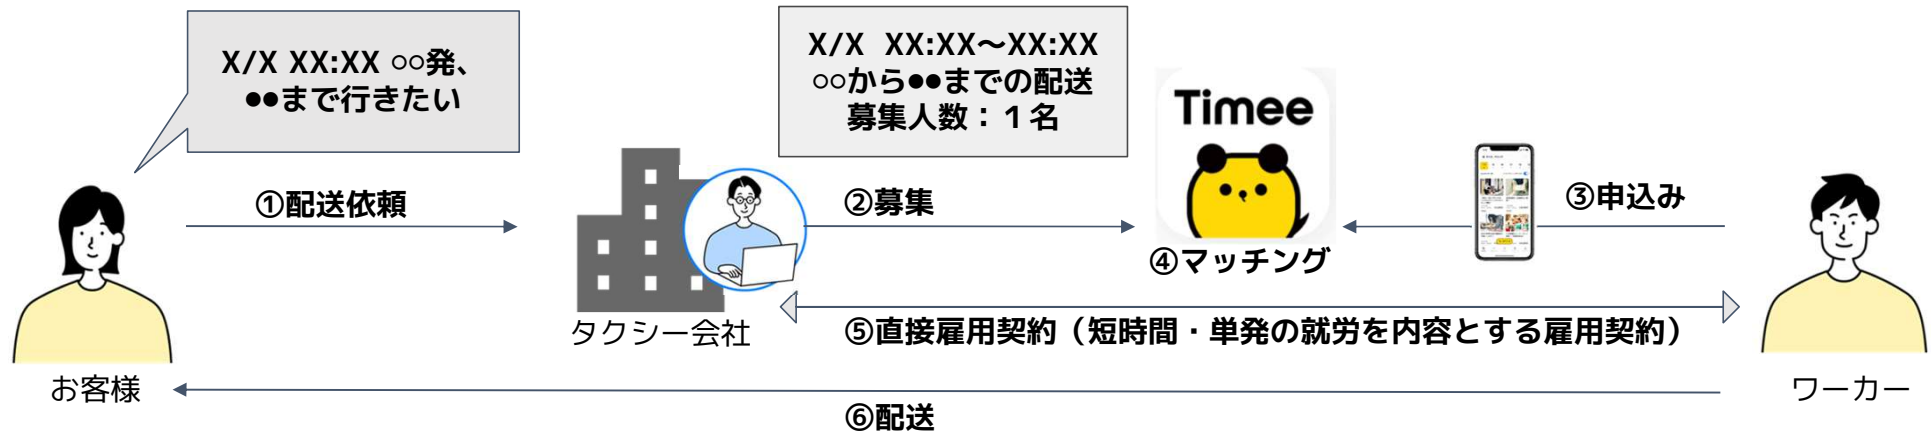 X/X XX:XX ○○発、
●●まで行きたい
X/X XX:XX～XX:XX
○○から●●までの配送
募集人数：１名
Timee
①配送依頼
②募集
③申込み
④マッチング
タクシー会社
⑤直接雇用契約（短時間・単発の就労を内容とする雇用契約）
お客様
ワーカー
⑥配送